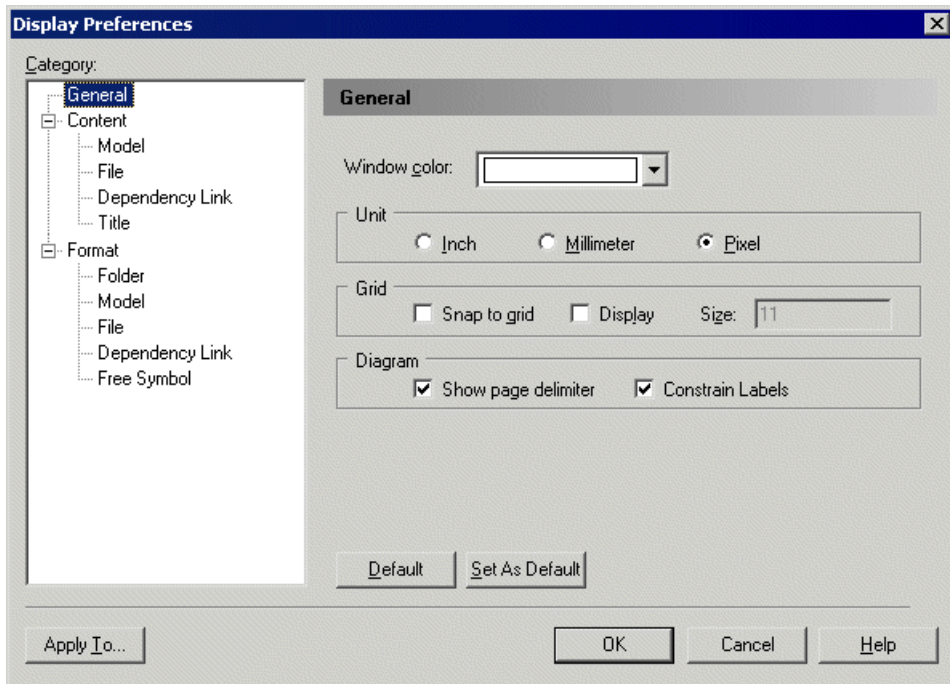 Display Preferences
Category:
General
Content
Model
File
Dependency Link
Title
Format
Folder
Model
File
Dependency Link
Free Symbol
General
Window color:
Unit
Inch Millimeter Pixel
Grid
Snap to grid Display Size: 11
Diagram
Show page delimiter Constrain Labels
Default Set As Default
Apply To... OK Cancel Help